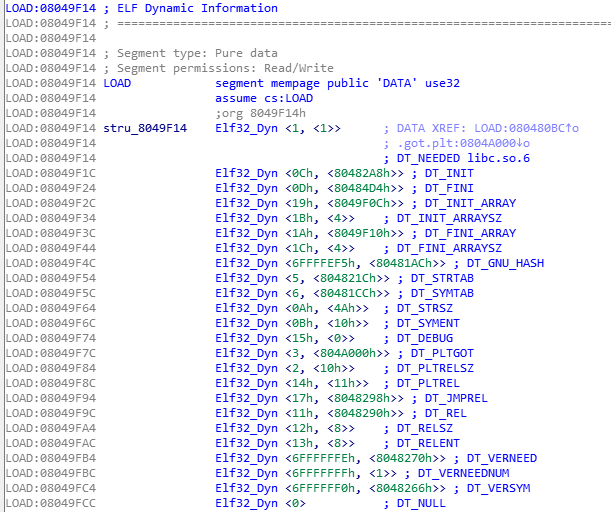 LOAD:08049F14 ; ELF Dynamic Information
LOAD:08049F14 ; ===========================================================================
LOAD:08049F14
LOAD:08049F14 ; Segment type: Pure data
LOAD:08049F14 ; Segment permissions: Read/Write
LOAD:08049F14 LOAD segment mempage public 'DATA' use32
LOAD:08049F14 assume cs:LOAD
LOAD:08049F14 ;org 8049F14h
LOAD:08049F14 stru_8049F14 Elf32_Dyn <1, <1>> ; DATA XREF: LOAD:080480BC↑o
LOAD:08049F14 ; .got.plt:0804A000↓o
LOAD:08049F14 ; DT_NEEDED libc.so.6
LOAD:08049F1C Elf32_Dyn <0Ch, <80482A8h>> ; DT_INIT
LOAD:08049F24 Elf32_Dyn <0Dh, <80484D4h>> ; DT_FINI
LOAD:08049F2C Elf32_Dyn <19h, <8049F0Ch>> ; DT_INIT_ARRAY
LOAD:08049F34 Elf32_Dyn <1Bh, <4>> ; DT_INIT_ARRAYSZ
LOAD:08049F3C Elf32_Dyn <1Ah, <8049F10h>> ; DT_FINI_ARRAY
LOAD:08049F44 Elf32_Dyn <1Ch, <4>> ; DT_FINI_ARRAYSZ
LOAD:08049F4C Elf32_Dyn <6FFFFEF5h, <80481ACh>> ; DT_GNU_HASH
LOAD:08049F54 Elf32_Dyn <5, <804821Ch>> ; DT_STRTAB
LOAD:08049F5C Elf32_Dyn <6, <80481CCh>> ; DT_SYMTAB
LOAD:08049F64 Elf32_Dyn <0Ah, <4Ah>> ; DT_STRSZ
LOAD:08049F6C Elf32_Dyn <0Bh, <10h>> ; DT_SYMENT
LOAD:08049F74 Elf32_Dyn <15h, <0>> ; DT_DEBUG
LOAD:08049F7C Elf32_Dyn <3, <804A000h>> ; DT_PLTGOT
LOAD:08049F84 Elf32_Dyn <2, <10h>> ; DT_PLTRELSZ
LOAD:08049F8C Elf32_Dyn <14h, <11h>> ; DT_PLTREL
LOAD:08049F94 Elf32_Dyn <17h, <8048298h>> ; DT_JMPREL
LOAD:08049F9C Elf32_Dyn <11h, <8048290h>> ; DT_REL
LOAD:08049FA4 Elf32_Dyn <12h, <8>> ; DT_RELSZ
LOAD:08049FAC Elf32_Dyn <13h, <8>> ; DT_RELENT
LOAD:08049FB4 Elf32_Dyn <6FFFFFFEh, <8048270h>> ; DT_VERNEED
LOAD:08049FBC Elf32_Dyn <6FFFFFFFh, <1>> ; DT_VERNEEDNUM
LOAD:08049FC4 Elf32_Dyn <6FFFFFF0h, <8048266h>> ; DT_VERSYM
LOAD:08049FCC Elf32_Dyn <0> ; DT_NULL